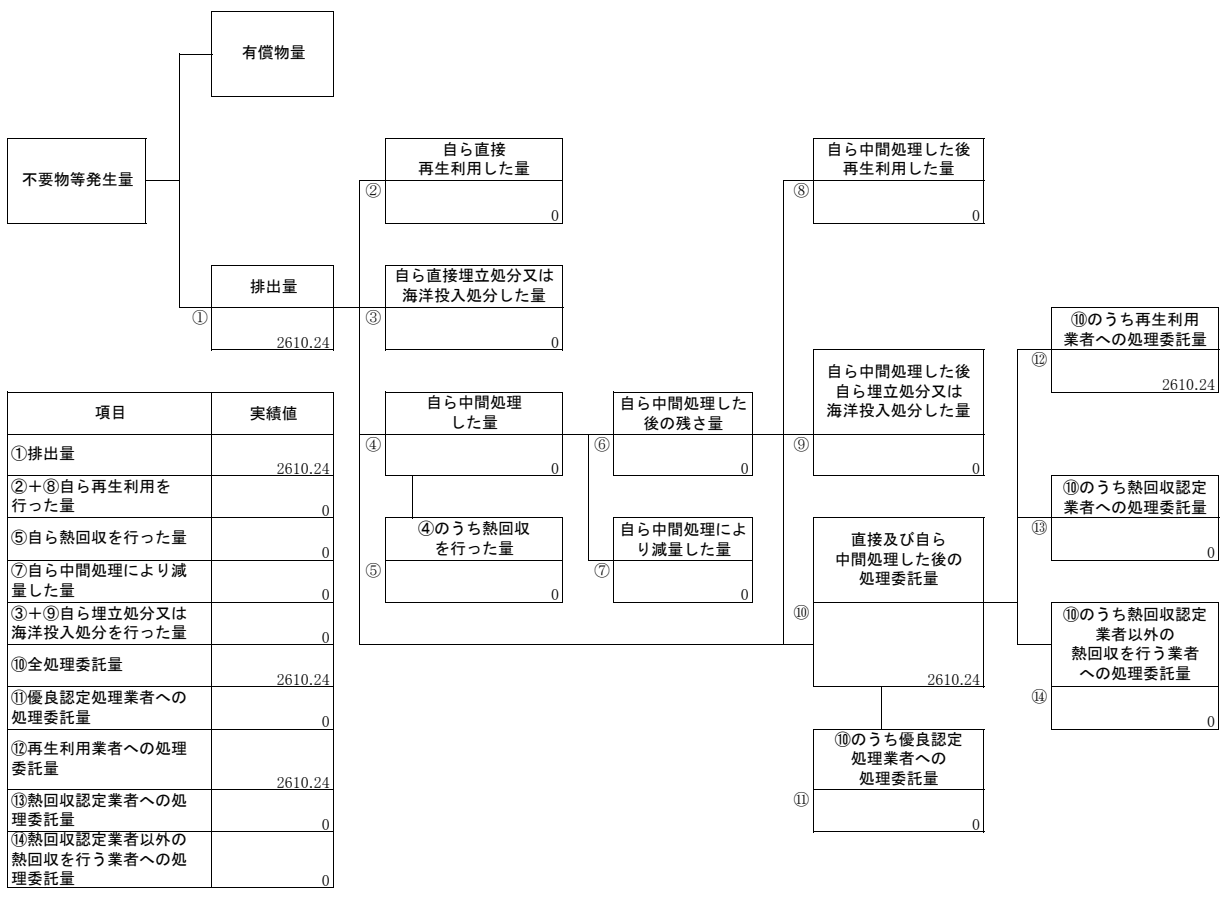 有償物量
不要物等発生量
排出量
①
2610.24
自ら直接
再生利用した量
②
0
自ら直接埋立処分又は
海洋投入処分した量
③
0
自ら中間処理
した量
④
0
④のうち熱回収
を行った量
⑤
0
自ら中間処理した
後の残さ量
⑥
0
自ら中間処理によ
り減量した量
⑦
0
自ら中間処理した後
再生利用した量
⑧
0
自ら中間処理した後
自ら埋立処分又は
海洋投入処分した量
⑨
0
直接及び自ら
中間処理した後の
処理委託量
⑩
2610.24
⑩のうち優良認定
処理業者への
処理委託量
⑪
0
⑩のうち再生利用
業者への処理委託量
⑫
2610.24
⑩のうち熱回収認定
業者への処理委託量
⑬
0
⑩のうち熱回収認定
業者以外の
熱回収を行う業者
への処理委託量
⑭
0
項目 実績値
①排出量
2610.24
②+⑧自ら再生利用を
行った量
0
⑤自ら熱回収を行った量
0
⑦自ら中間処理により減
量した量
0
③+⑨自ら埋立処分又は
海洋投入処分を行った量
0
⑩全処理委託量
2610.24
⑪優良認定処理業者への
処理委託量
0
⑫再生利用業者への処理
委託量
2610.24
⑬熱回収認定業者への処
理委託量
0
⑭熱回収認定業者以外の
熱回収を行う業者への処
理委託量
0